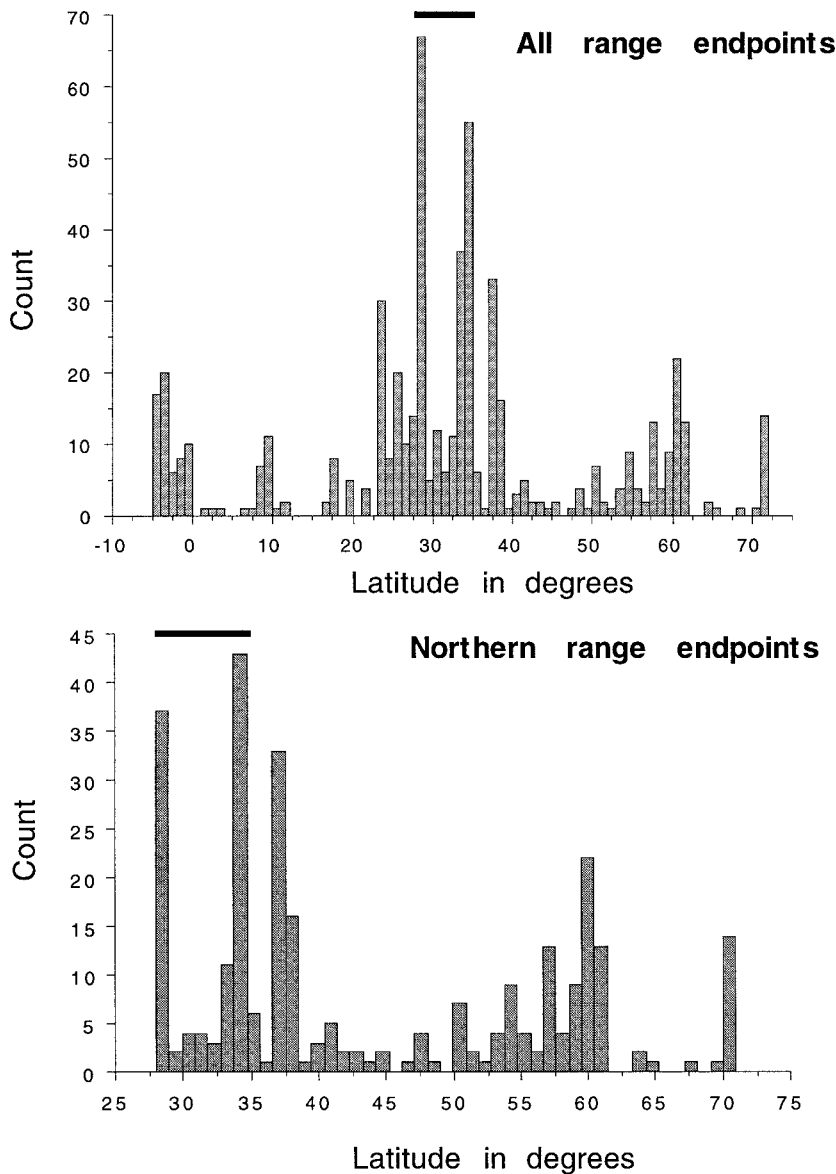 All range endpoints
70
60
50
40
30
20
10
0
Count
-10 0 10 20 30 40 50 60 70
Latitude in degrees
Northern range endpoints
45
40
35
30
25
20
15
10
5
0
Count
25 30 35 40 45 50 55 60 65 70 75
Latitude in degrees